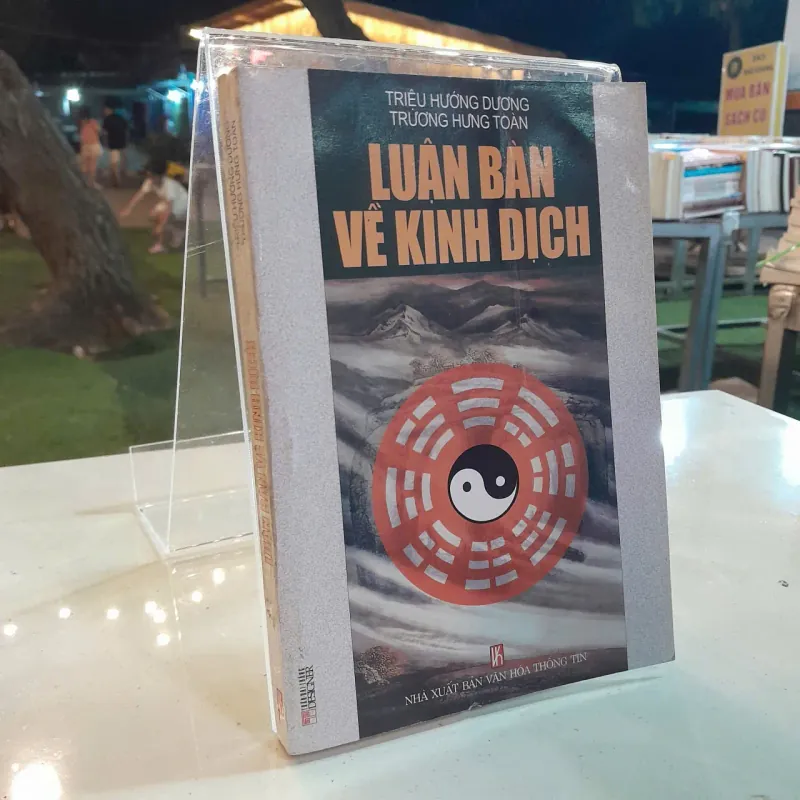 TRIỆU HƯỚNG DƯƠNG
TRƯƠNG HƯNG TOÀN
LUẬN BÀN
VỀ KINH DỊCH
NHÀ XUẤT BẢN VĂN HÓA THÔNG TIN
DESIGNER
MUA BÁN
SÁCH CŨ